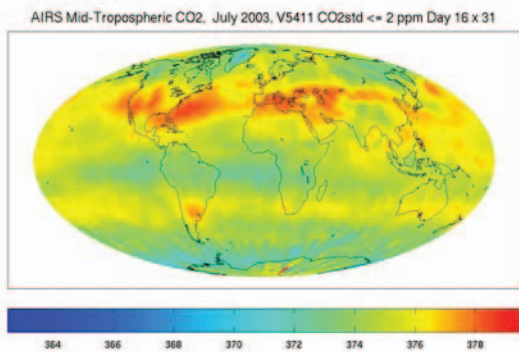 AIRS Mid-Tropospheric CO2, July 2003, V5411 CO2std <= 2 ppm Day 16 x 31
364 366 368 370 372 374 376 378